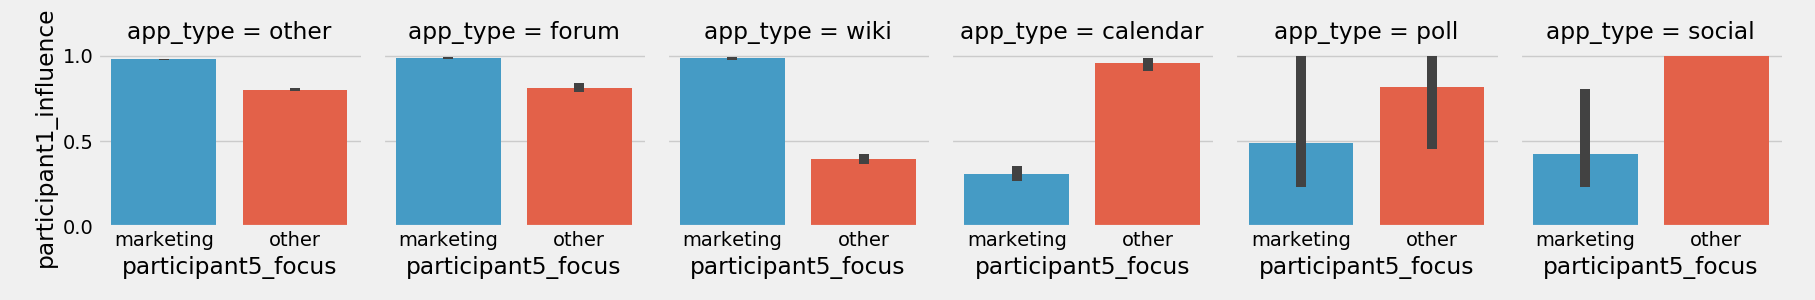 app_type = other app_type = forum app_type = wiki app_type = calendar app_type = poll app_type = social
participant1_influence
1.0
0.5
0.0
marketing other marketing other marketing other marketing other marketing other marketing other
participant5_focus participant5_focus participant5_focus participant5_focus participant5_focus participant5_focus